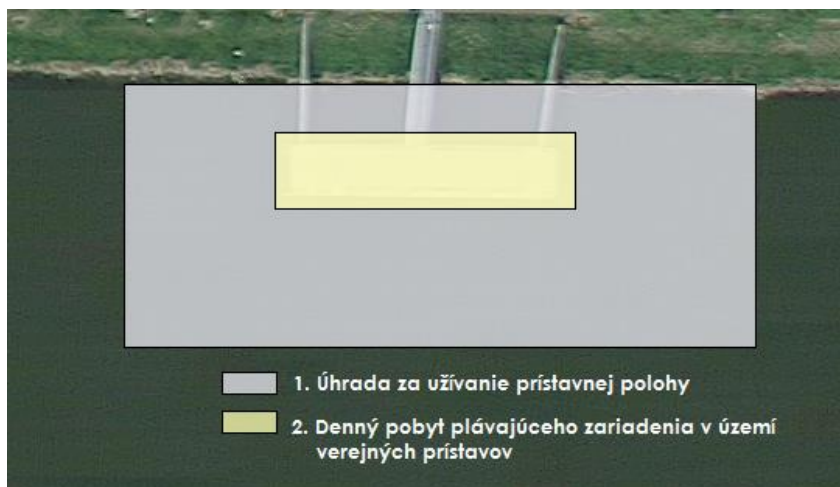 1. Úhrada za užívanie prístavnej polohy
2. Denný pobyt plávajúceho zariadenia v území
verejných prístavov